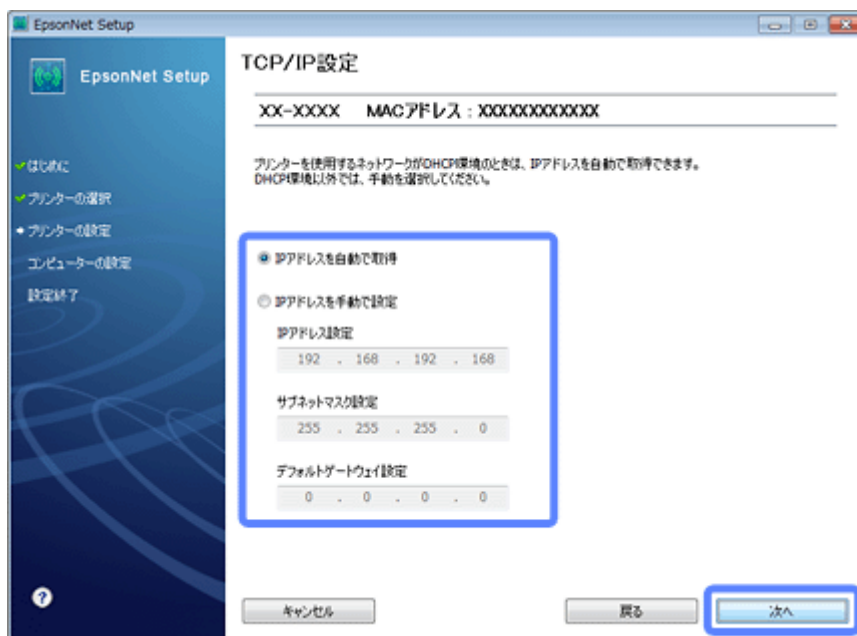 EpsonNet Setup
EpsonNet Setup
はじめに
プリンターの選択
プリンターの設定
コンピューターの設定
設定終了
TCP/IP設定
XX-XXXX MACアドレス : XXXXXXXXXXXX
プリンターを使用するネットワークがDHCP環境のときは、IPアドレスを自動で取得できます。
DHCP環境以外では、手動を選択してください。
IPアドレスを自動で取得
IPアドレスを手動で設定
IPアドレス設定
192 . 168 . 192 . 168
サブネットマスク設定
255 . 255 . 255 . 0
デフォルトゲートウェイ設定
0 . 0 . 0 . 0
?
キャンセル
戻る
次へ